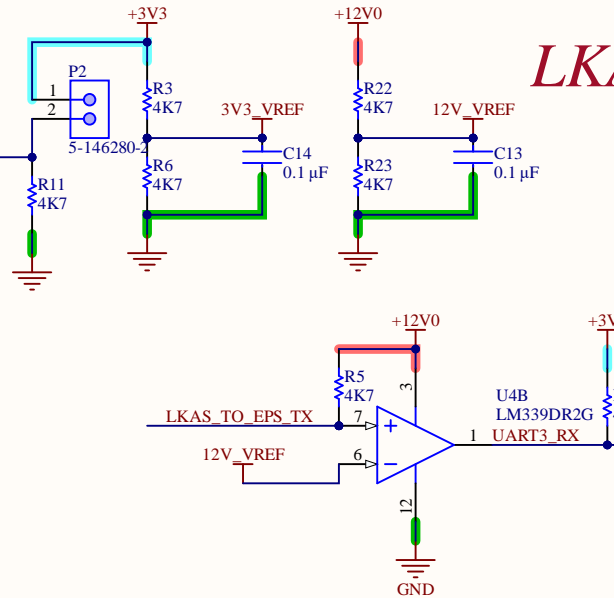 +3V3
+12V0
P2
1
2
5-146280-2
R3
4K7
3V3_VREF
R6
4K7
C14
0.1 µF
R11
4K7
R22
4K7
12V_VREF
R23
4K7
C13
0.1 µF
LKA
+12V0
+3V
R5
4K7
3
U4B
LM339DR2G
LKAS_TO_EPS_TX
7
1
UART3_RX
12V_VREF
6
12
GND